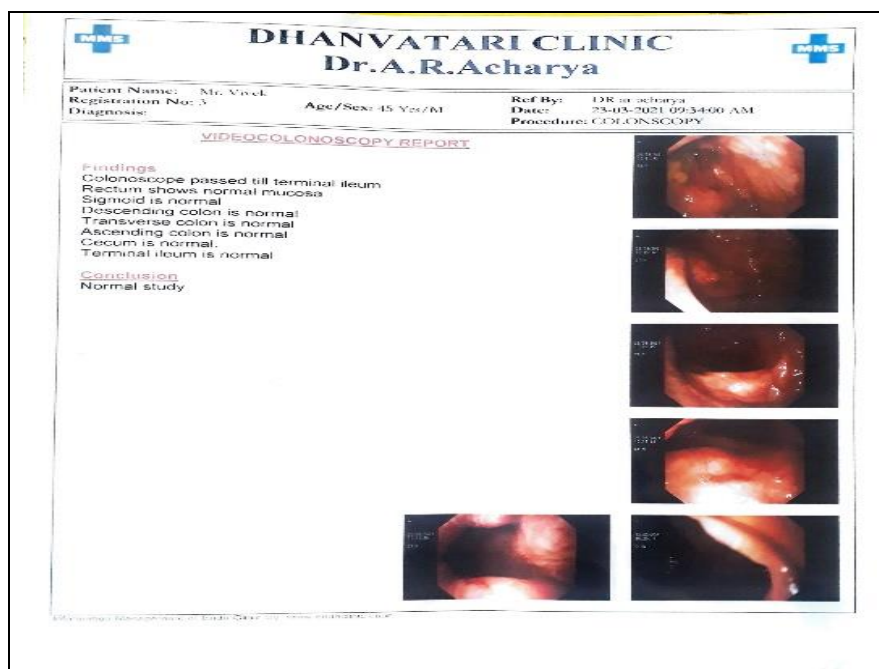 MMS
DHANVATARI CLINIC
MMS
Dr.A.R.Acharya
Patient Name: Mr. Vivek
Registration No: 3
Age/Sex: 45 Yes/M
Diagnosis:
Ref By: DR ar acharya
Date: 23-03-2021 09:34:00 AM
Procedure: COLONSCOPY
VIDEOCOLONOSCOPY REPORT
Findings
Colonoscope passed till terminal ileum
Rectum shows normal mucosa
Sigmoid is normal
Descending colon is normal
Transverse colon is normal
Ascending colon is normal
Cecum is normal.
Terminal ileum is normal
Conclusion
Normal study